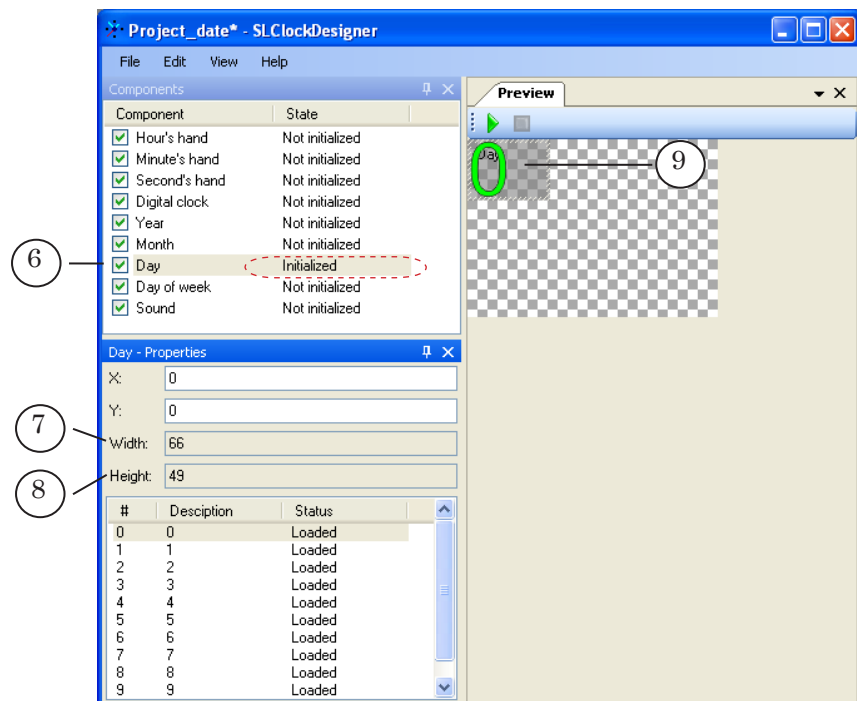 Project_date* - SLClockDesigner
File Edit View Help
Components
Component State
Hour's hand Not initialized
Minute's hand Not initialized
Second's hand Not initialized
Digital clock Not initialized
Year Not initialized
Month Not initialized
6
Day Initialized
Day of week Not initialized
Sound Not initialized
Day - Properties
X: 0
Y: 0
7
Width: 66
8
Height: 49
# Desciption Status
0 0 Loaded
1 1 Loaded
2 2 Loaded
3 3 Loaded
4 4 Loaded
5 5 Loaded
6 6 Loaded
7 7 Loaded
8 8 Loaded
9 9 Loaded
Preview
Day
0
9